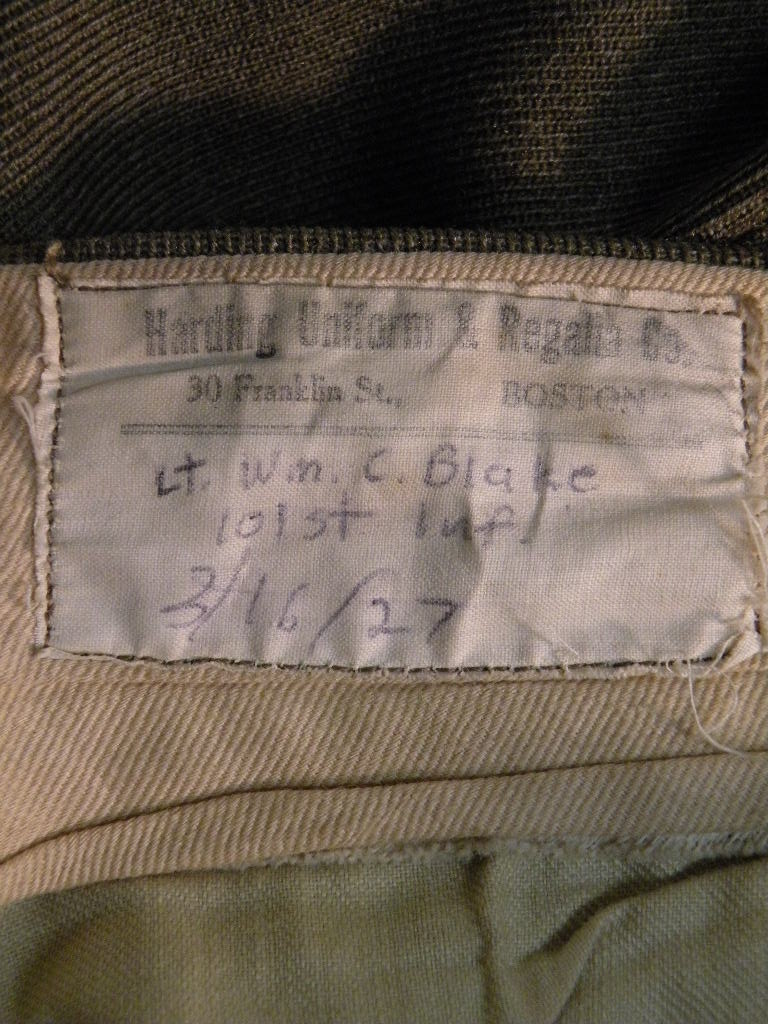 Harding Uniform & Regalia Co.
30 Franklin St., BOSTON
Lt. Wm. C. Blake
101st Inf.
3/16/27